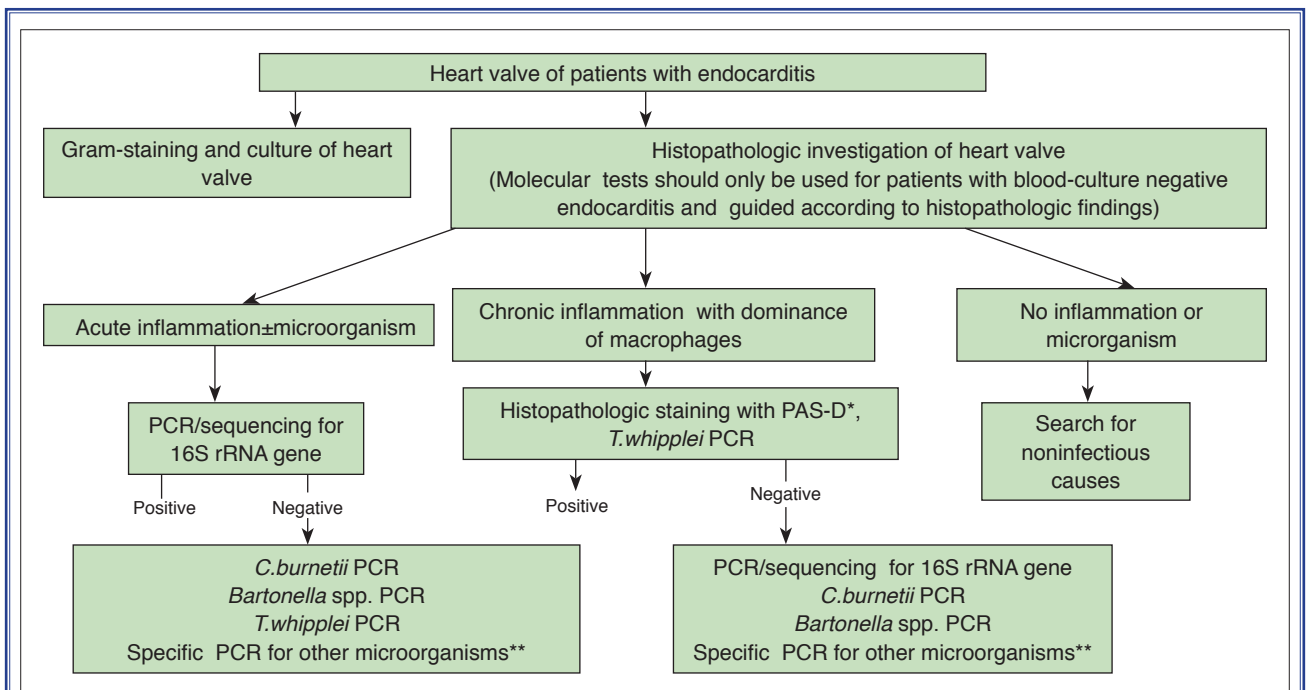 Heart valve of patients with endocarditis
Gram-staining and culture of heart
valve
Histopathologic investigation of heart valve
(Molecular tests should only be used for patients with blood-culture negative
endocarditis and guided according to histopathologic findings)
Acute inflammation±microorganism
Chronic inflammation with dominance
of macrophages
No inflammation or
microrganism
PCR/sequencing for
16S rRNA gene
Histopathologic staining with PAS-D*,
T.whipplei PCR
Search for
noninfectious
causes
Positive
Negative
Positive
Negative
C.burnetii PCR
Bartonella spp. PCR
T.whipplei PCR
Specific PCR for other microorganisms**
PCR/sequencing for 16S rRNA gene
C.burnetii PCR
Bartonella spp. PCR
Specific PCR for other microorganisms**